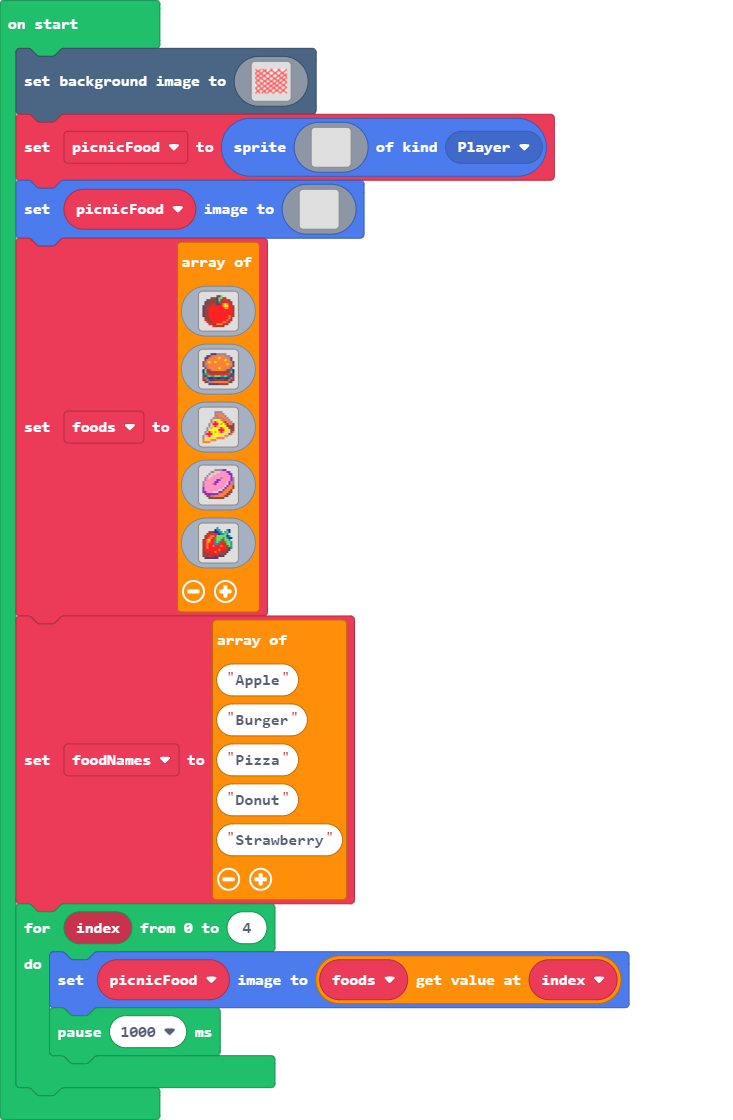 on start
set background image to
set picnicFood to sprite of kind Player
set picnicFood image to
array of
set foods to
array of
"Apple"
"Burger"
"Pizza"
set foodNames to
"Donut"
"Strawberry"
for index from 0 to 4
do
set picnicFood image to foods get value at index
pause 1000 ms